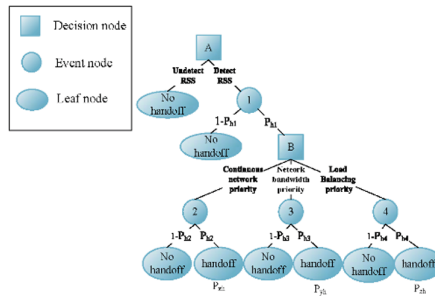 Decision node
Event node
Leaf node
A
Undetect
RSS
Detect
RSS
No
handoff
1
1-Ph1
Ph1
No
handoff
B
Continuous
network
priority
Network
bandwidth
priority
Load
Balancing
priority
2
3
4
1-Ph2
Ph2
1-Ph3
Ph3
1-Ph4
Ph4
No
handoff
handoff
No
handoff
handoff
No
handoff
handoff
Pyh
Pzh